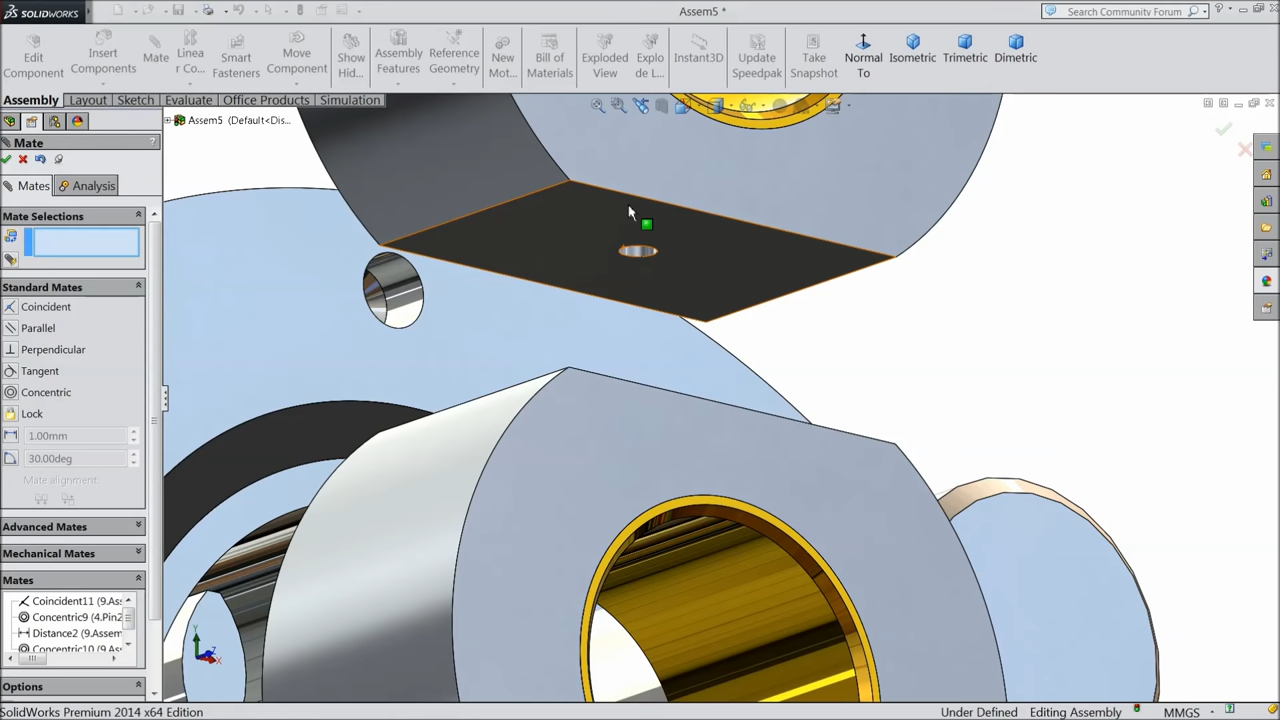 SOLIDWORKS
Assem5 *
Search Community Forum
?
Edit Component
Insert Components
Mate
Linea r Co...
Smart Fasteners
Move Component
Show Hid...
Assembly Features
Reference Geometry
New Mot...
Bill of Materials
Exploded View
Explo de L...
Instant3D
Update Speedpak
Take Snapshot
Normal To
Isometric
Trimetric
Dimetric
Assembly Layout Sketch Evaluate Office Products Simulation
Assem5 (Default<Dis...
Mate ?
Mates Analysis
Mate Selections
Standard Mates
Coincident
Parallel
Perpendicular
Tangent
Concentric
Lock
1.00mm
30.00deg
Mate alignment:
Advanced Mates
Mechanical Mates
Mates
Coincident11 (9.As
Concentric9 (4.Pin2
Distance2 (9.Assem
Concentric10 (9.As
Options
Y
Z
X
SolidWorks Premium 2014 x64 Edition
Under Defined Editing Assembly MMGS ?